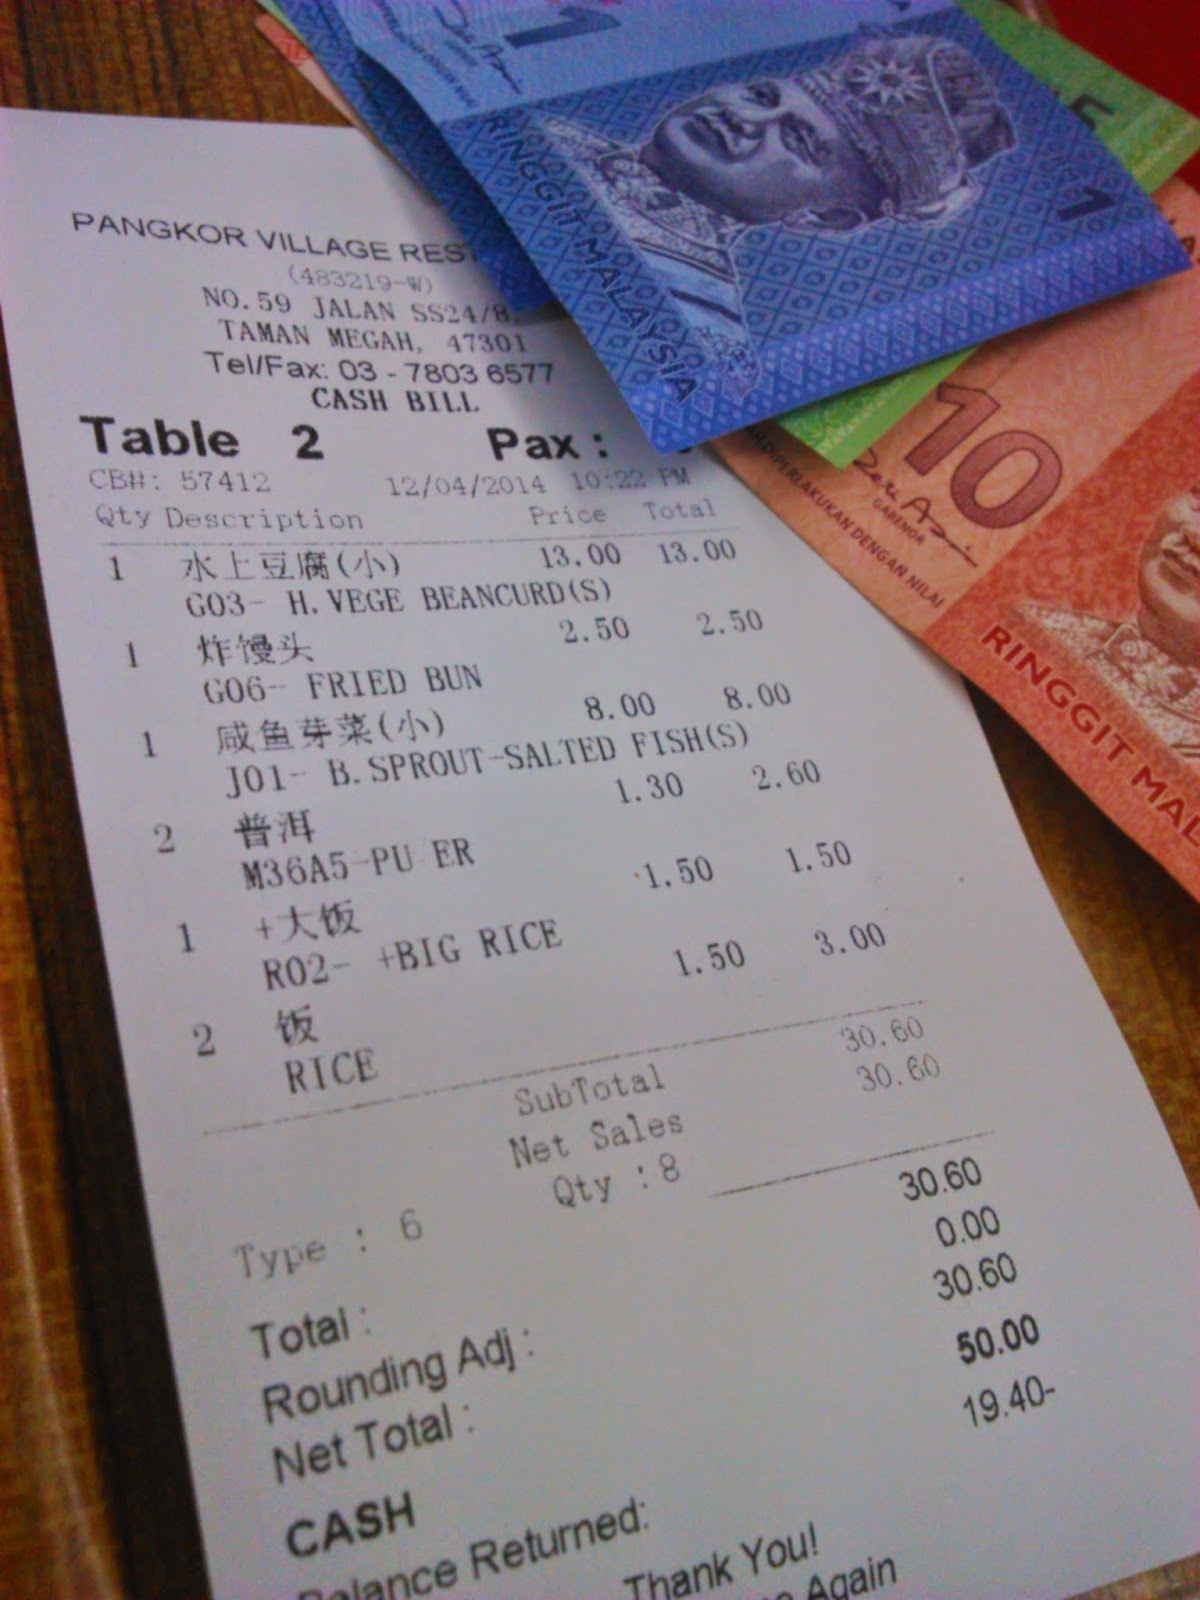 PANGKOR VILLAGE REST
(483219-W)
NO.59 JALAN SS24/8
TAMAN MEGAH, 47301
Tel/Fax: 03 - 7803 6577
CASH BILL
Table 2 Pax :
CB#: 57412 12/04/2014 10:22 PM
Qty Description Price Total
1 水上豆腐(小) 13.00 13.00
G03- H.VEGE BEANCURD(S)
1 炸馒头 2.50 2.50
G06- FRIED BUN
1 咸鱼芽菜(小) 8.00 8.00
J01- B.SPROUT-SALTED FISH(S)
2 普洱 1.30 2.60
M36A5-PU ER
1 +大饭 1.50 1.50
R02- +BIG RICE
2 饭 1.50 3.00
RICE
SubTotal 30.60
Net Sales 30.60
Type : 6 Qty :8
Total : 30.60
Rounding Adj : 0.00
Net Total : 30.60
CASH 50.00
Balance Returned: 19.40-
Thank You!
Again
1
RINGGIT MALAYSIA
1
5
10
DIPERLAKUKAN DENGAN NILAI
GABENOR
RINGGIT MAL